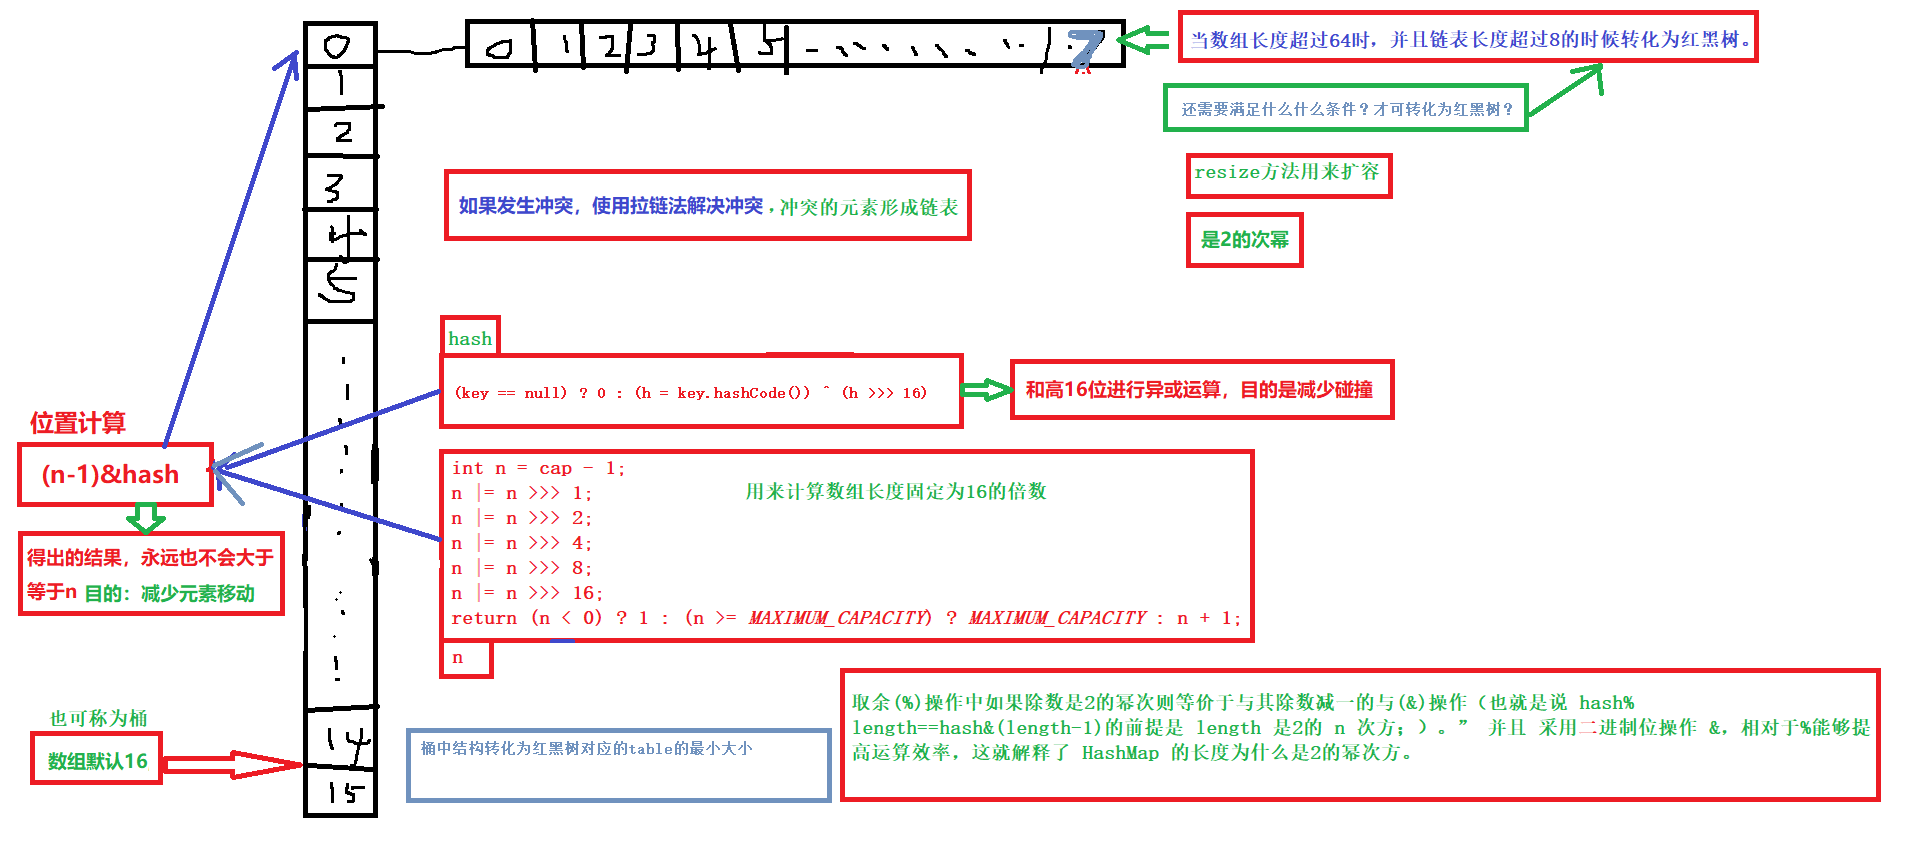 0
1
2
3
4
5
14
15
0 1 2 3 4 5 7
当数组长度超过64时，并且链表长度超过8的时候转化为红黑树。
还需要满足什么什么条件？才可转化为红黑树？
resize方法用来扩容
是2的次幂
如果发生冲突，使用拉链法解决冲突，冲突的元素形成链表
hash
(key == null) ? 0 : (h = key.hashCode()) ^ (h >>> 16)
和高16位进行异或运算，目的是减少碰撞
位置计算
(n-1)&hash
得出的结果，永远也不会大于
等于n 目的：减少元素移动
int n = cap - 1;
n |= n >>> 1;
用来计算数组长度固定为16的倍数
n |= n >>> 2;
n |= n >>> 4;
n |= n >>> 8;
n |= n >>> 16;
return (n < 0) ? 1 : (n >= MAXIMUM_CAPACITY) ? MAXIMUM_CAPACITY : n + 1;
n
也可称为桶
数组默认16
桶中结构转化为红黑树对应的table的最小大小
取余(%)操作中如果除数是2的幂次则等价于与其除数减一的与(&)操作（也就是说 hash%
length==hash&(length-1)的前提是 length 是2的 n 次方；）。” 并且 采用二进制位操作 &，相对于%能够提
高运算效率，这就解释了 HashMap 的长度为什么是2的幂次方。